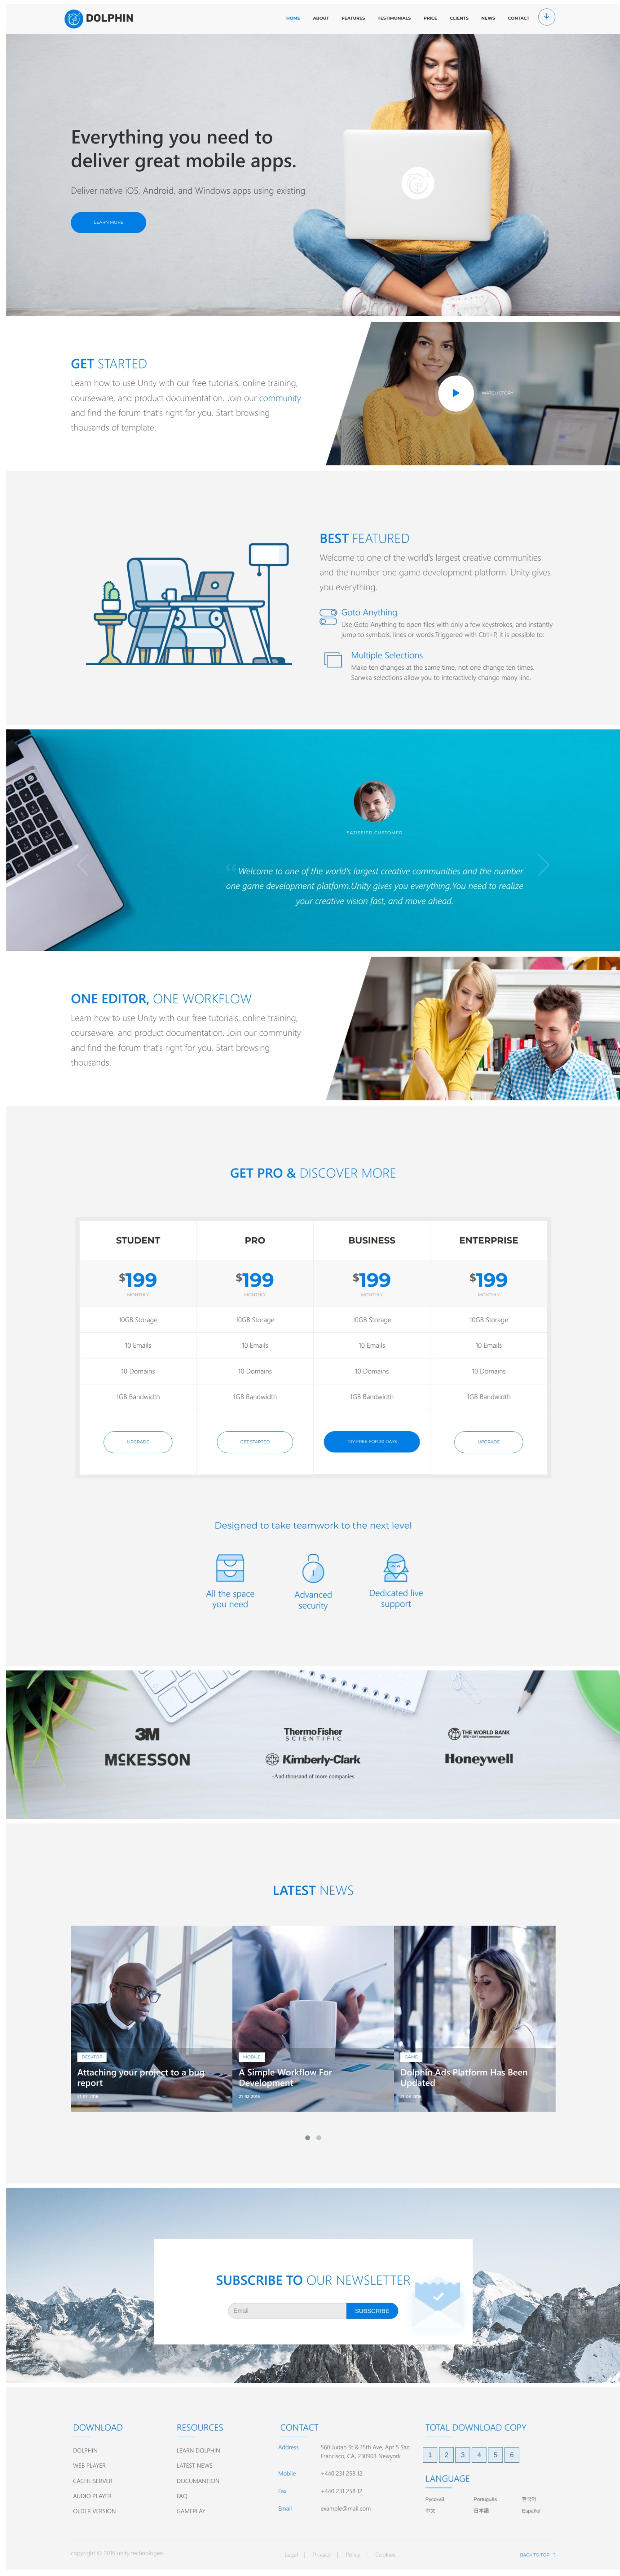 DOLPHIN
HOME ABOUT FEATURES TESTIMONIALS PRICE CLIENTS NEWS CONTACT
Everything you need to
deliver great mobile apps.
Deliver native iOS, Android, and Windows apps using existing
LEARN MORE
GET STARTED
Learn how to use Unity with our free tutorials, online training,
courseware, and product documentation. Join our community
and find the forum that's right for you. Start browsing
thousands of template.
WATCH STORY
BEST FEATURED
Welcome to one of the world's largest creative communities
and the number one game development platform. Unity gives
you everything.
Goto Anything
Use Goto Anything to open files with only a few keystrokes, and instantly
jump to symbols, lines or words.Triggered with Ctrl+P, it is possible to:
Multiple Selections
Make ten changes at the same time, not one change ten times.
Sarwka selections allow you to interactively change many line.
SATISFIED CUSTOMER
“ Welcome to one of the world's largest creative communities and the number
one game development platform.Unity gives you everything.You need to realize
your creative vision fast, and move ahead.
ONE EDITOR, ONE WORKFLOW
Learn how to use Unity with our free tutorials, online training,
courseware, and product documentation. Join our community
and find the forum that's right for you. Start browsing
thousands.
GET PRO & DISCOVER MORE
STUDENT PRO BUSINESS ENTERPRISE
$199 $199 $199 $199
MONTHLY MONTHLY MONTHLY MONTHLY
10GB Storage 10GB Storage 10GB Storage 10GB Storage
10 Emails 10 Emails 10 Emails 10 Emails
10 Domains 10 Domains 10 Domains 10 Domains
1GB Bandwidth 1GB Bandwidth 1GB Bandwidth 1GB Bandwidth
UPGRADE GET STARTED TRY FREE FOR 30 DAYS UPGRADE
Designed to take teamwork to the next level
All the space
you need
Advanced
security
Dedicated live
support
3M
ThermoFisher
SCIENTIFIC
THE WORLD BANK
MCKESSON
Kimberly-Clark
Honeywell
-And thousand of more companies
LATEST NEWS
DESKTOP
Attaching your project to a bug
report
MOBILE
A Simple Workflow For
Development
21-02-2016
GAME
Dolphin Ads Platform Has Been
Updated
SUBSCRIBE TO OUR NEWSLETTER
Email
SUBSCRIBE
DOWNLOAD
DOLPHIN
WEB PLAYER
CACHE SERVER
AUDIO PLAYER
OLDER VERSION
RESOURCES
LEARN DOLPHIN
LATEST NEWS
DOCUMANTION
FAQ
GAMEPLAY
CONTACT
Address 560 Judah St & 15th Ave, Apt 5 San
Francisco, CA, 230903 Newyork
Mobile +440 231 258 12
Fax +440 231 258 12
Email example@mail.com
TOTAL DOWNLOAD COPY
1 2 3 4 5 6
LANGUAGE
Русский Português 한국어
中文 日本語 Español
copyright © 2016 unity technologies
Legal | Privacy | Policy | Cookies
BACK TO TOP